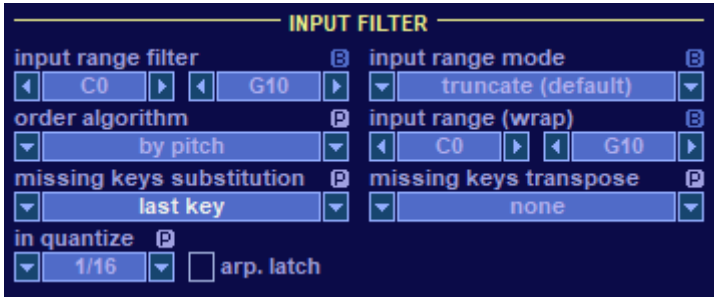 INPUT FILTER
input range filter B input range mode B
C0 G10 truncate (default)
order algorithm P input range (wrap) B
by pitch C0 G10
missing keys substitution P missing keys transpose P
last key none
in quantize P
1/16 arp. latch